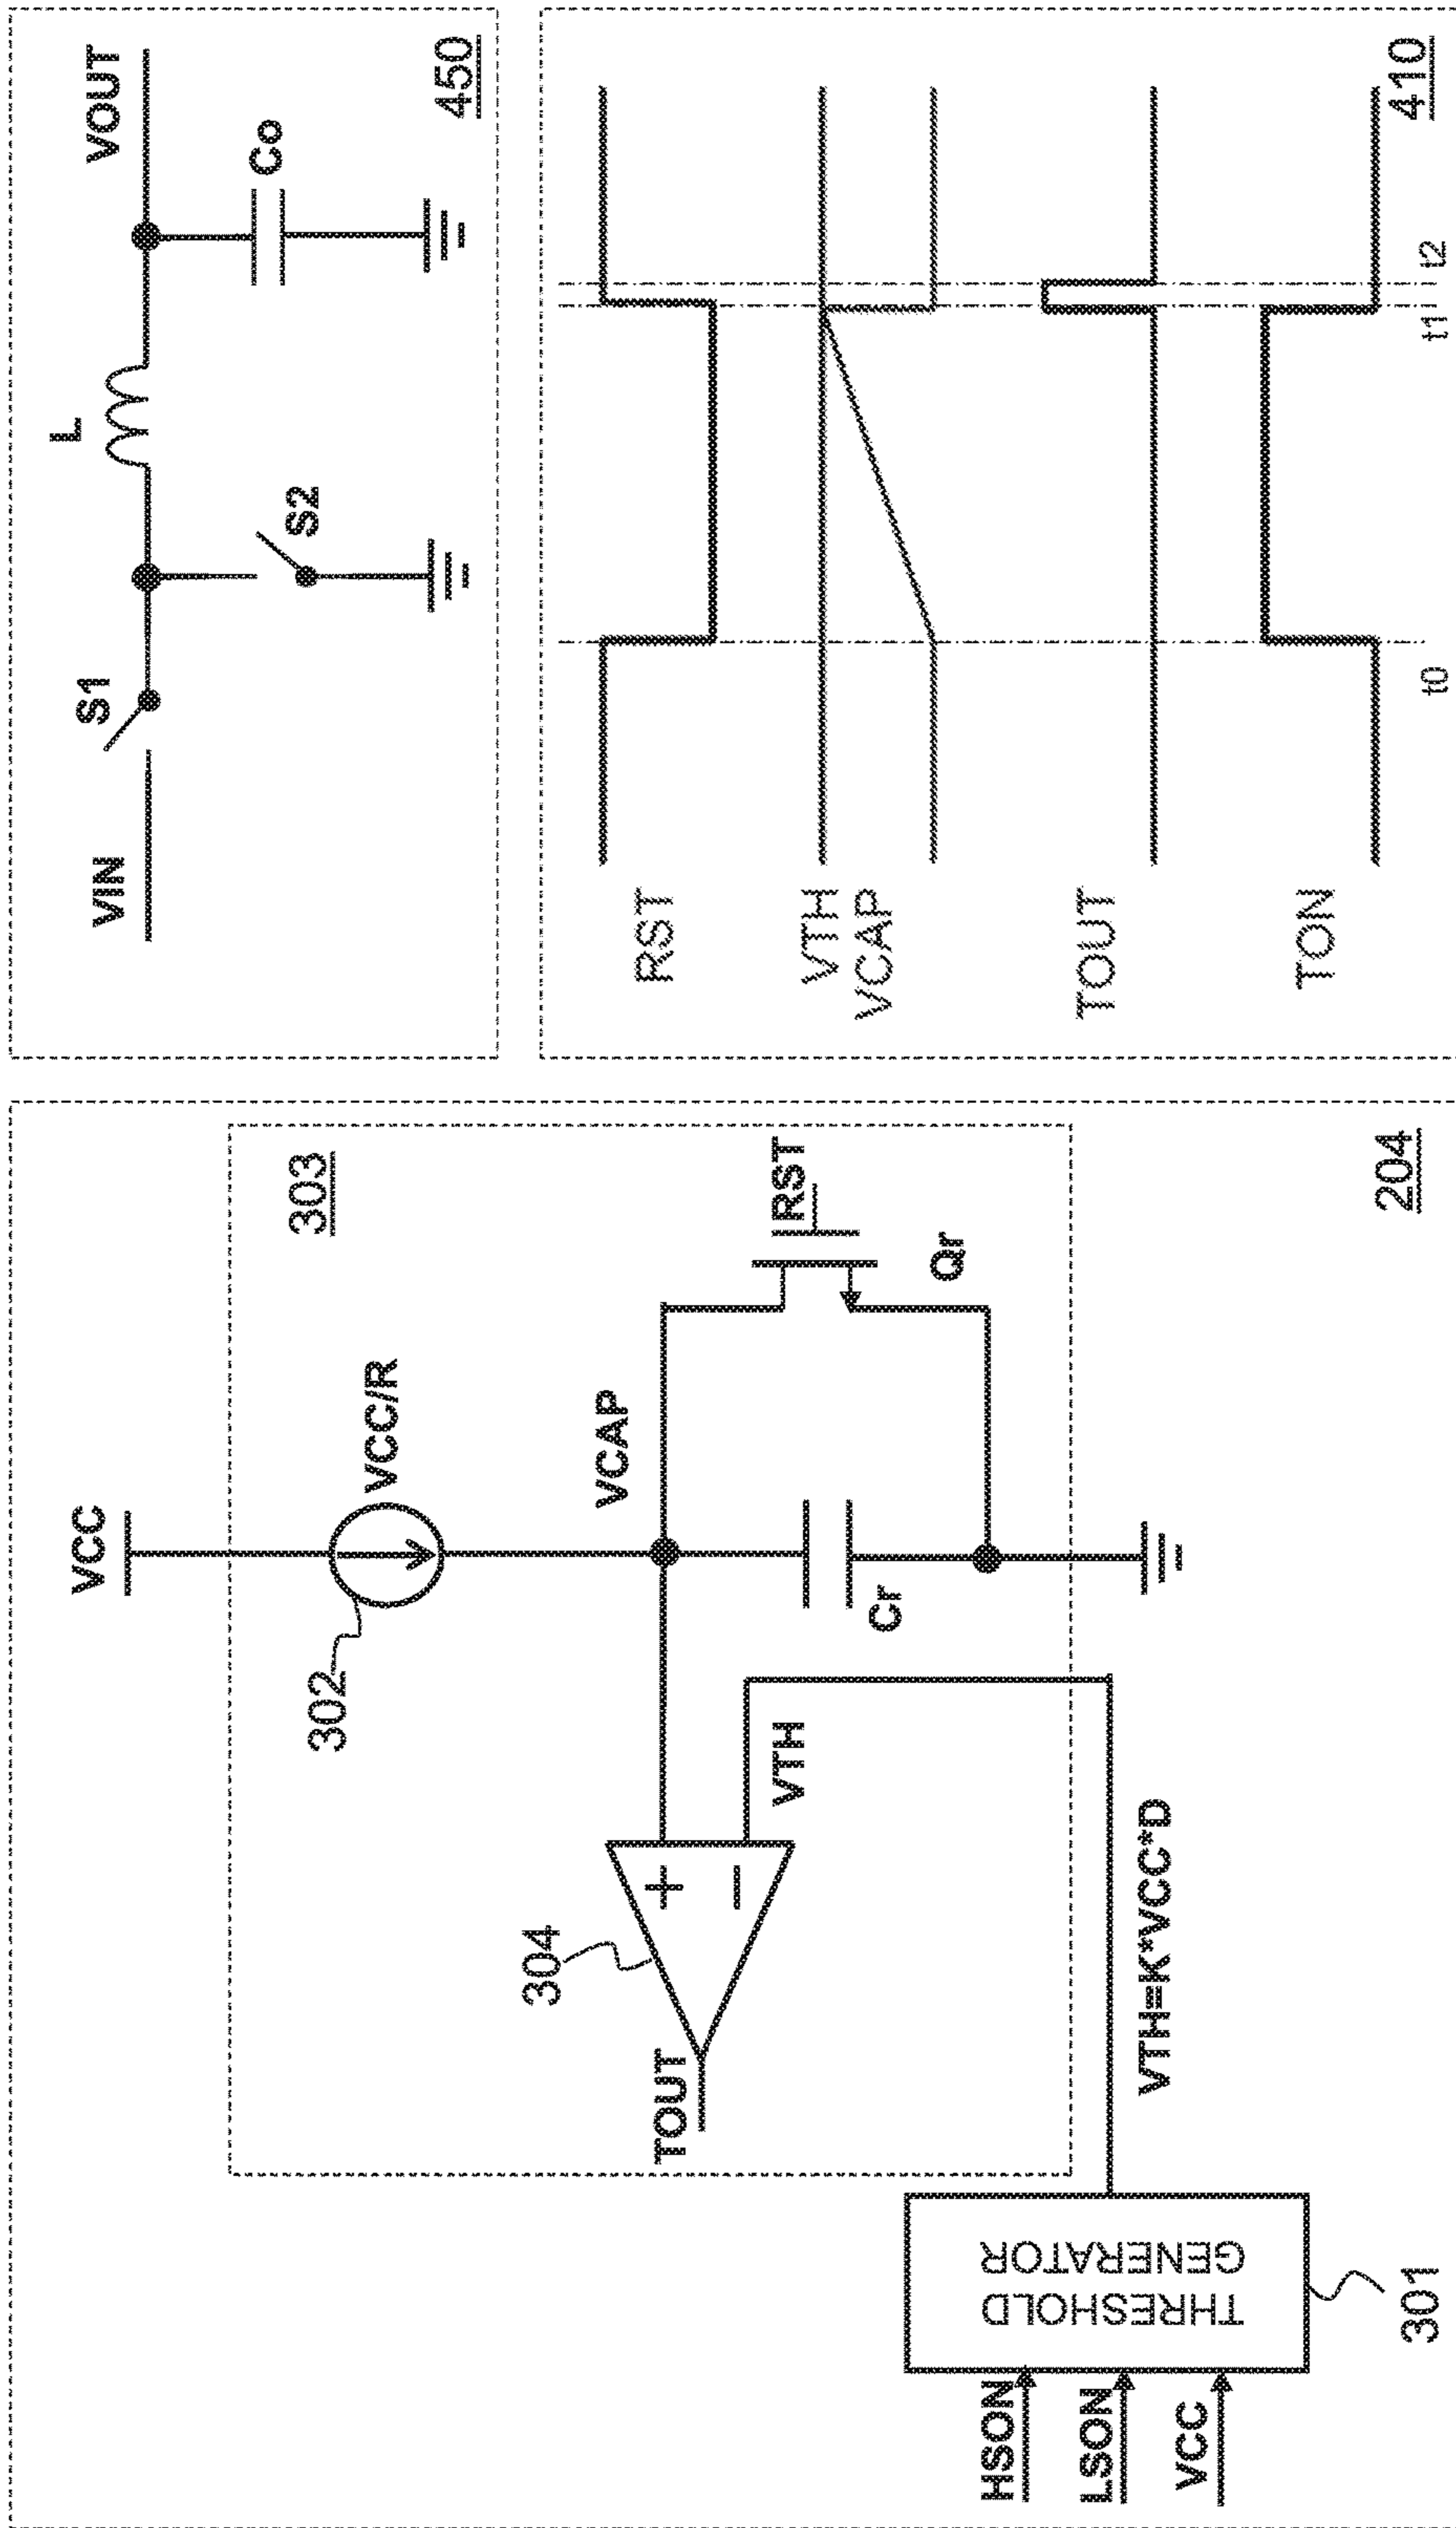 VCC
302
VCC/R
303
VCAP
304
+
−
TOUT
VTH
Cr
RST
Qr
HSON
LSON
VCC
THRESHOLD
GENERATOR
301
VTH=K*VCC*D
204
VIN
S1
L
VOUT
S2
Co
450
RST
VTH
VCAP
TOUT
TON
t0
t1
t2
410